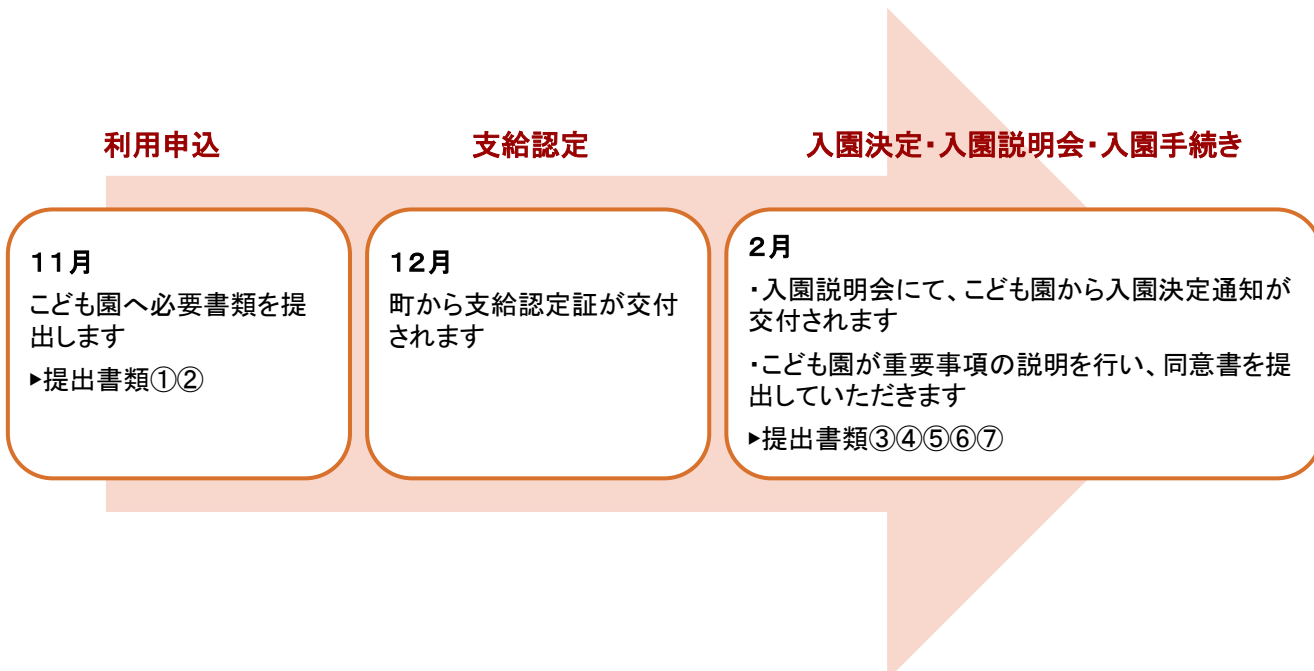 利用申込
支給認定
入園決定・入園説明会・入園手続き
11月
こども園へ必要書類を提
出します
▶提出書類①②
12月
町から支給認定証が交付
されます
2月
・入園説明会にて、こども園から入園決定通知が
交付されます
・こども園が重要事項の説明を行い、同意書を提
出していただきます
▶提出書類③④⑤⑥⑦